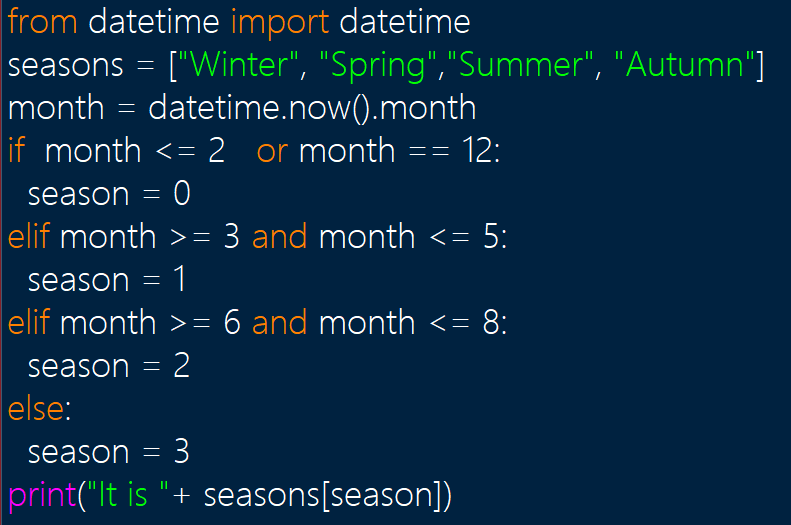 from datetime import datetime
seasons = ["Winter", "Spring","Summer", "Autumn"]
month = datetime.now().month
if  month <= 2   or month == 12:
  season = 0
elif month >= 3 and month <= 5:
  season = 1
elif month >= 6 and month <= 8:
  season = 2
else:
  season = 3
print("It is "+ seasons[season])